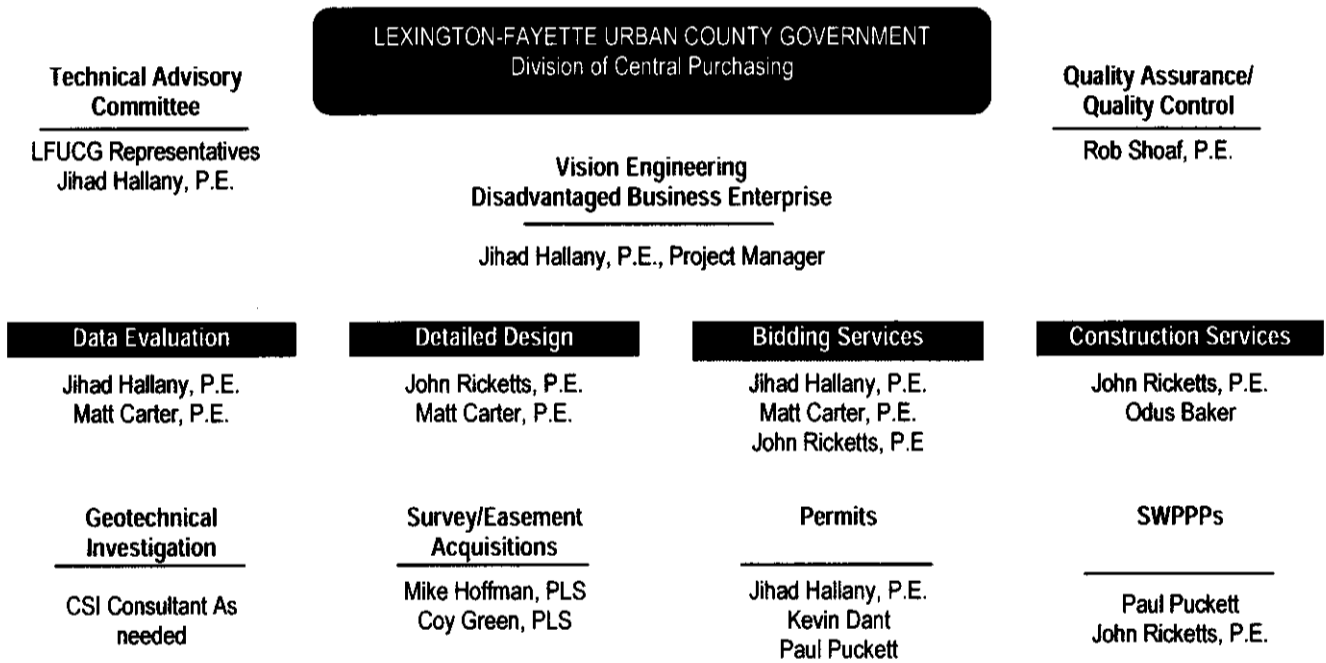 LEXINGTON-FAYETTE URBAN COUNTY GOVERNMENT
Division of Central Purchasing
Technical Advisory
Committee
LFUCG Representatives
Jihad Hallany, P.E.
Quality Assurance/
Quality Control
Rob Shoaf, P.E.
Vision Engineering
Disadvantaged Business Enterprise
Jihad Hallany, P.E., Project Manager
Data Evaluation
Jihad Hallany, P.E.
Matt Carter, P.E.
Detailed Design
John Ricketts, P.E.
Matt Carter, P.E.
Bidding Services
Jihad Hallany, P.E.
Matt Carter, P.E.
John Ricketts, P.E
Construction Services
John Ricketts, P.E.
Odus Baker
Geotechnical
Investigation
CSI Consultant As
needed
Survey/Easement
Acquisitions
Mike Hoffman, PLS
Coy Green, PLS
Permits
Jihad Hallany, P.E.
Kevin Dant
Paul Puckett
SWPPPs
Paul Puckett
John Ricketts, P.E.